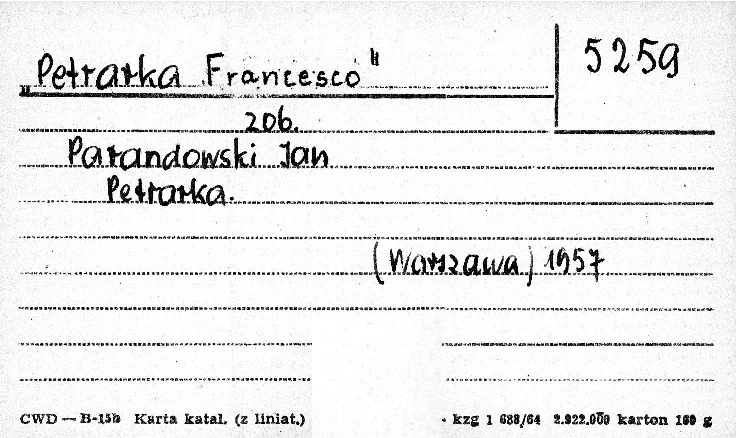 „Petrarka Francesco"
5259
zob.
Parandowski Jan
Petrarka.
(Warszawa) 1957
CWD — B-15b Karta katal. (z liniat.)
kzg 1 688/64 2.922.000 karton 160 g